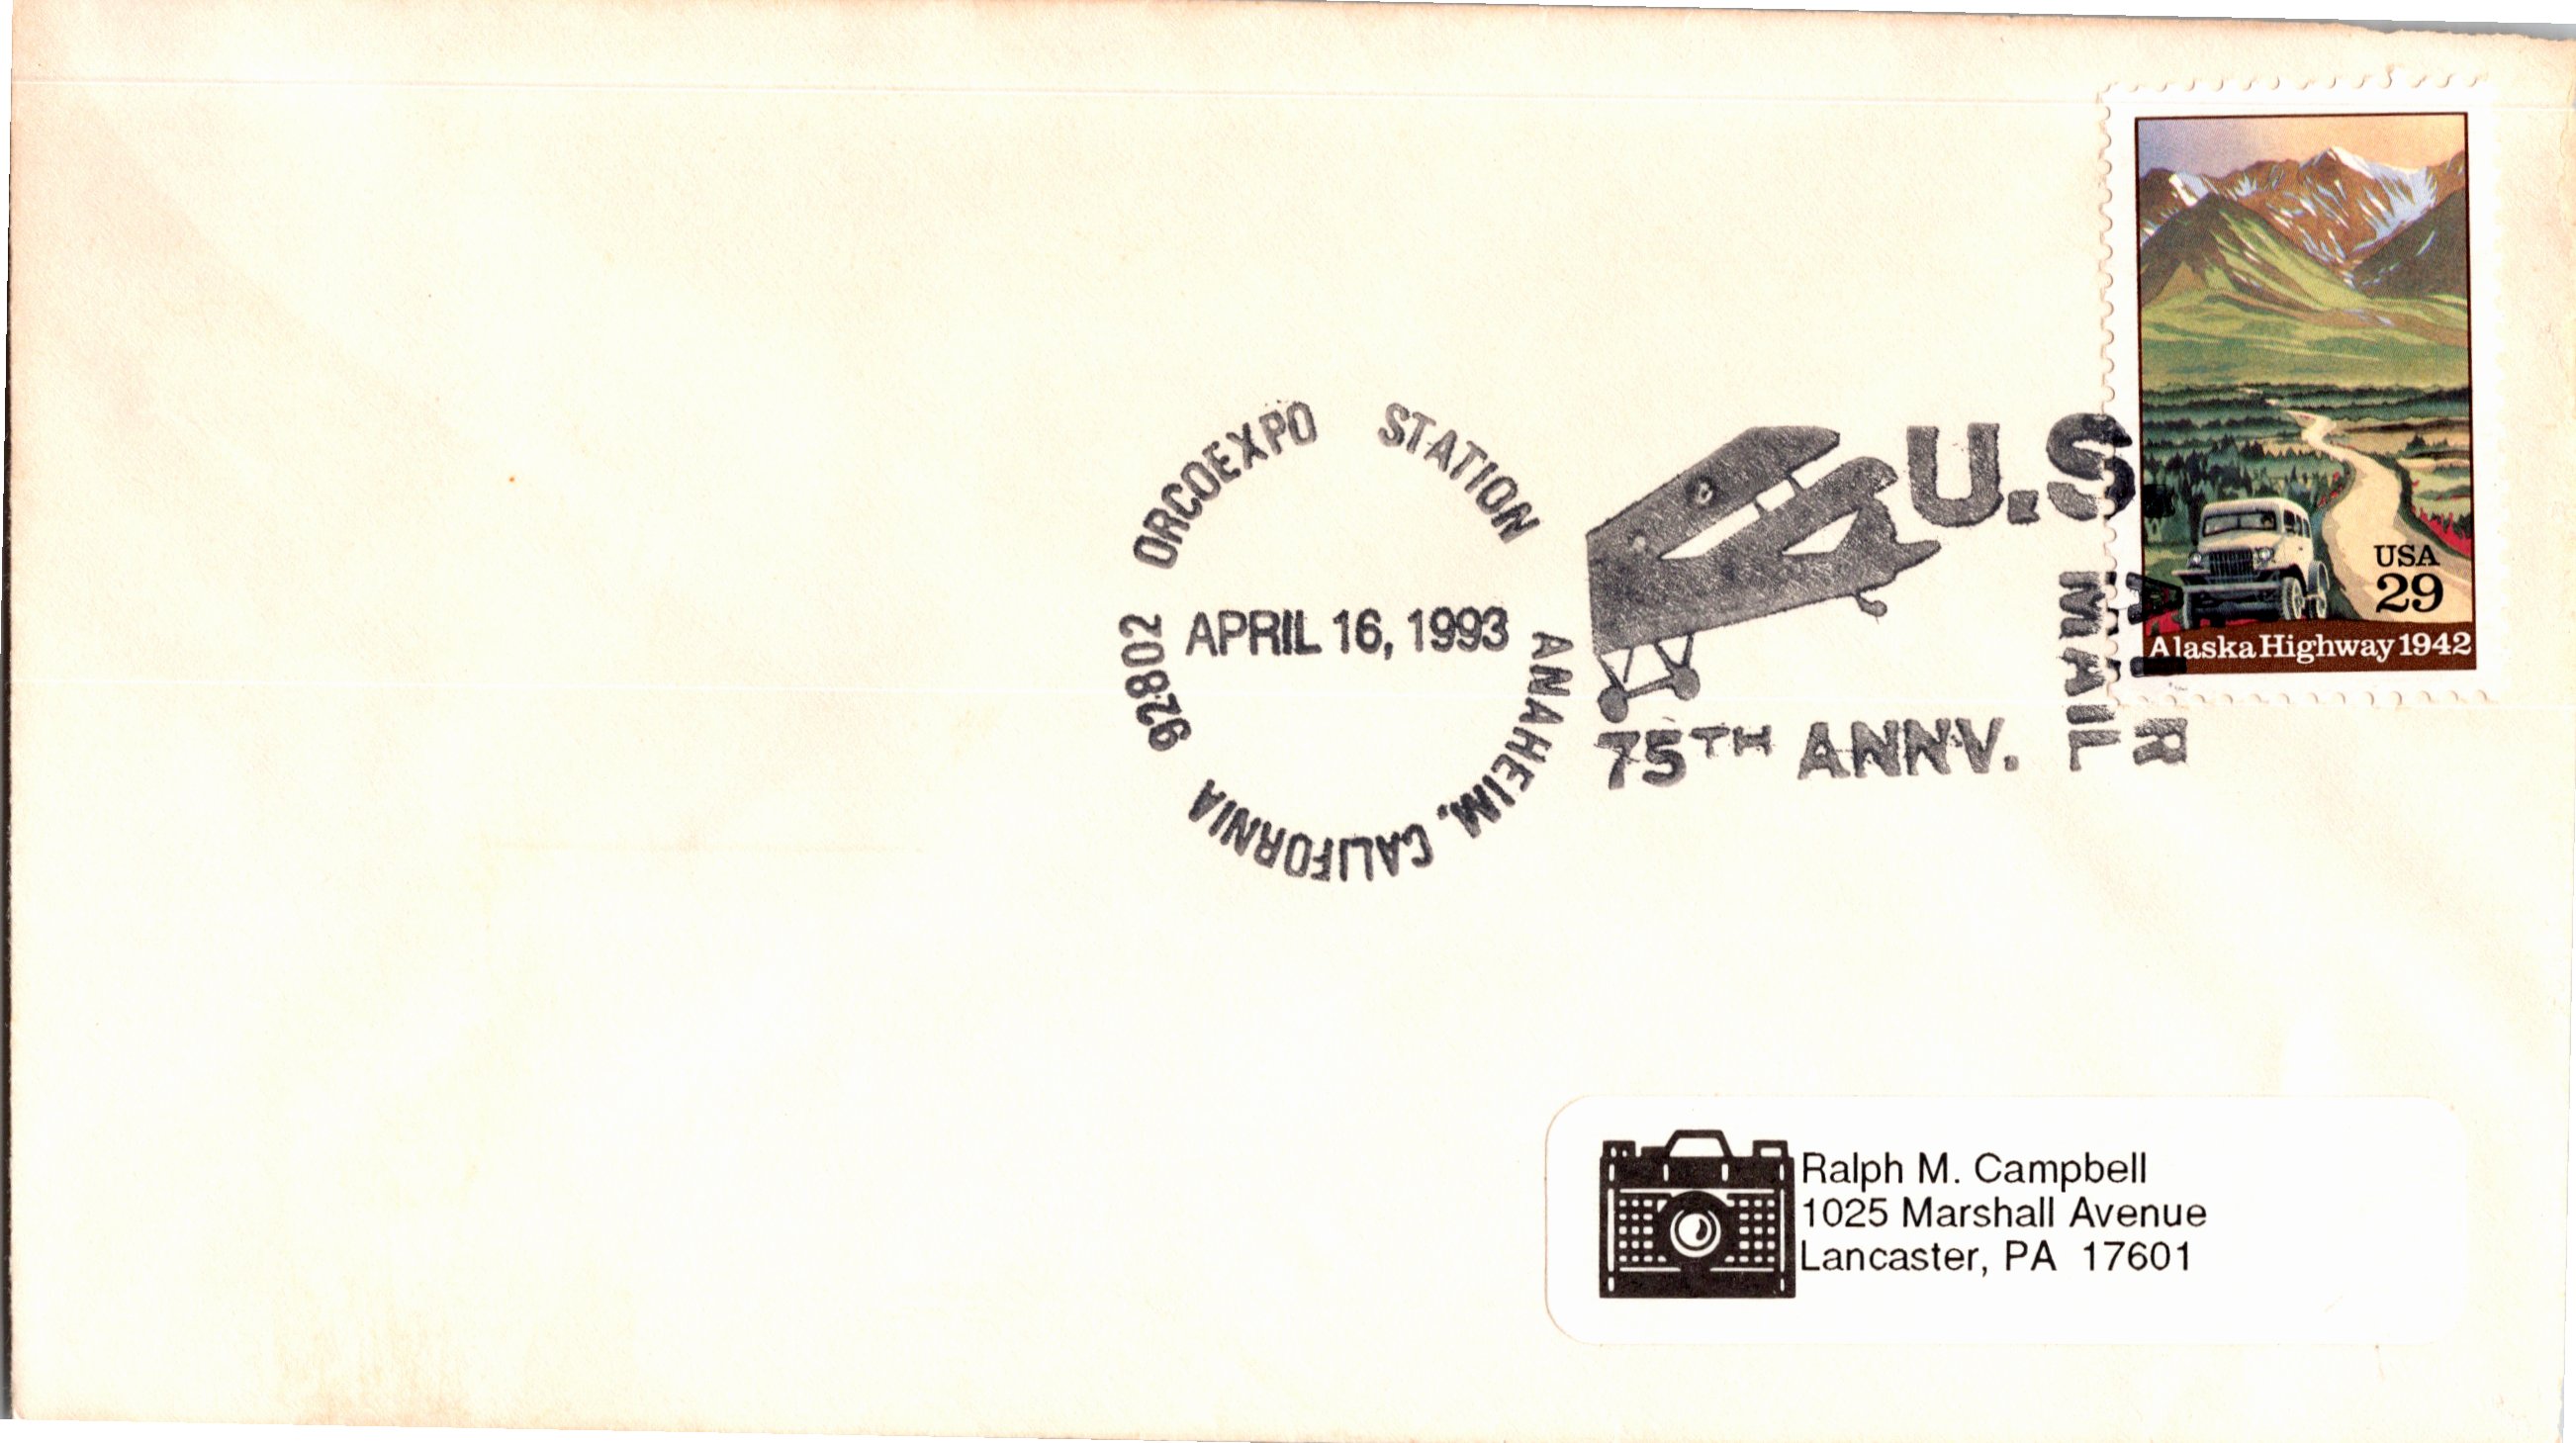 USA
29
Alaska Highway 1942
ORCOEXPO STATION
ANAHEIM, CALIFORNIA
92802
APRIL 16, 1993
U.S
AIR
MAIL
75TH ANNV.
Ralph M. Campbell
1025 Marshall Avenue
Lancaster, PA 17601